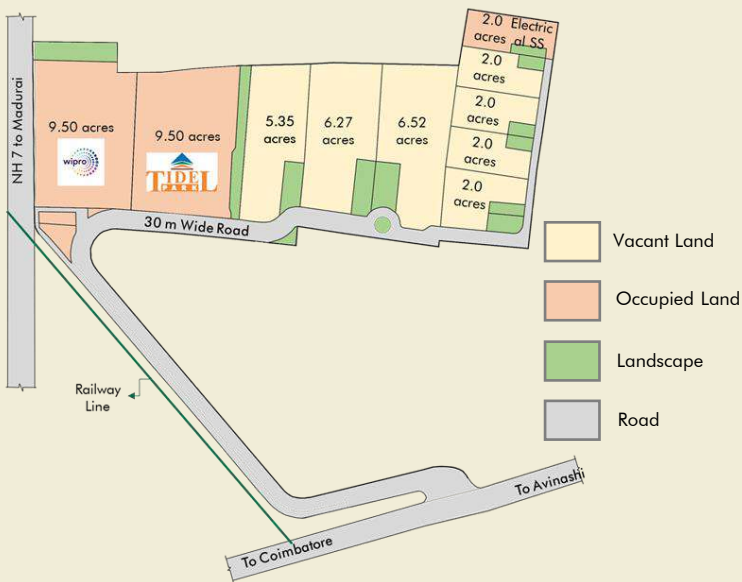 NH 7 to Madurai
9.50 acres
wipro
9.50 acres
TIDEL
PARK
5.35
acres
6.27
acres
6.52
acres
2.0 Electric
acres al SS
2.0
acres
2.0
acres
2.0
acres
2.0
acres
30 m Wide Road
Railway
Line
To Coimbatore
To Avinashi
Vacant Land
Occupied Land
Landscape
Road